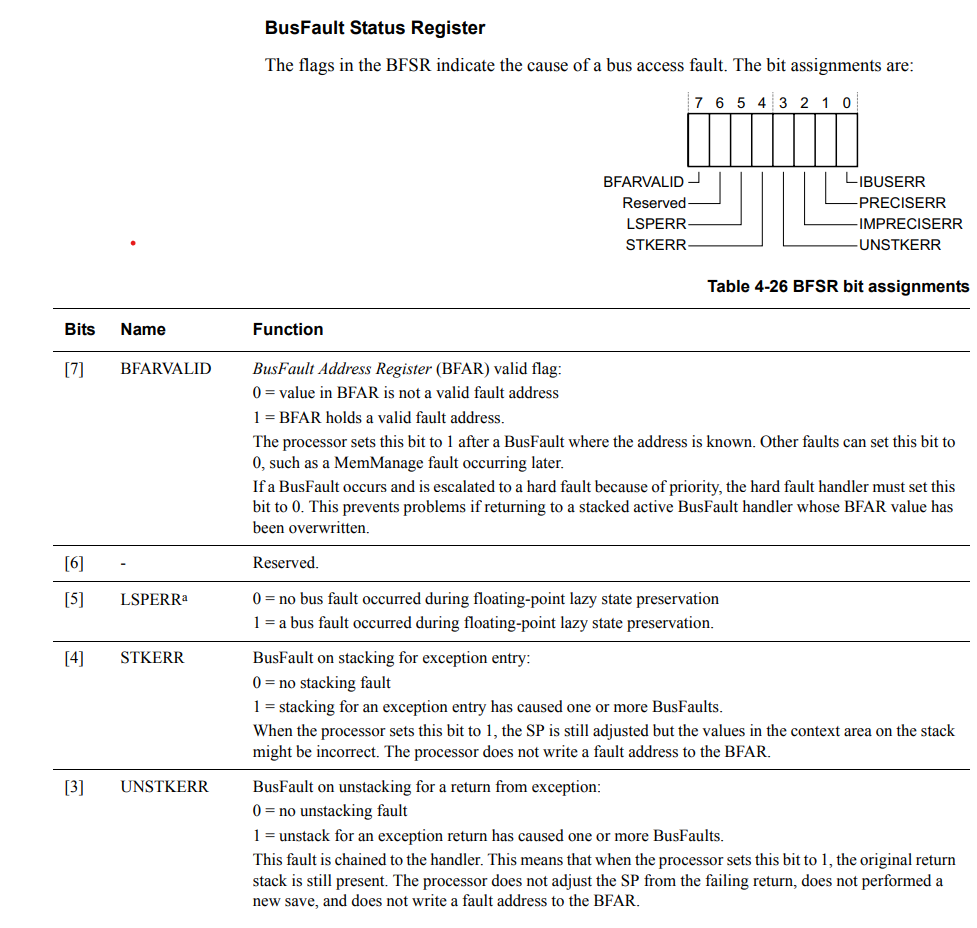 BusFault Status Register
The flags in the BFSR indicate the cause of a bus access fault. The bit assignments are:
7 6 5 4 3 2 1 0
BFARVALID IBUSERR
Reserved PRECISERR
LSPERR IMPRECISERR
STKERR UNSTKERR
Table 4-26 BFSR bit assignments
Bits Name Function
[7] BFARVALID BusFault Address Register (BFAR) valid flag:
0 = value in BFAR is not a valid fault address
1 = BFAR holds a valid fault address.
The processor sets this bit to 1 after a BusFault where the address is known. Other faults can set this bit to
0, such as a MemManage fault occurring later.
If a BusFault occurs and is escalated to a hard fault because of priority, the hard fault handler must set this
bit to 0. This prevents problems if returning to a stacked active BusFault handler whose BFAR value has
been overwritten.
[6] - Reserved.
[5] LSPERRa 0 = no bus fault occurred during floating-point lazy state preservation
1 = a bus fault occurred during floating-point lazy state preservation.
[4] STKERR BusFault on stacking for exception entry:
0 = no stacking fault
1 = stacking for an exception entry has caused one or more BusFaults.
When the processor sets this bit to 1, the SP is still adjusted but the values in the context area on the stack
might be incorrect. The processor does not write a fault address to the BFAR.
[3] UNSTKERR BusFault on unstacking for a return from exception:
0 = no unstacking fault
1 = unstack for an exception return has caused one or more BusFaults.
This fault is chained to the handler. This means that when the processor sets this bit to 1, the original return
stack is still present. The processor does not adjust the SP from the failing return, does not performed a
new save, and does not write a fault address to the BFAR.